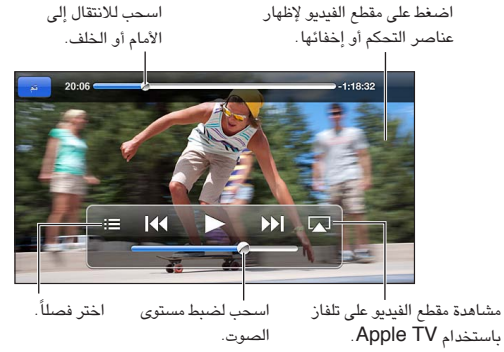 اضغط على مقطع الفيديو لإظهار
عناصر التحكم أو إخفائها.
اسحب للانتقال إلى
الأمام أو الخلف.
تم
20:06
-1:18:32
مشاهدة مقطع الفيديو على تلفاز
باستخدام Apple TV.
اسحب لضبط مستوى
الصوت.
اختر فصلاً.